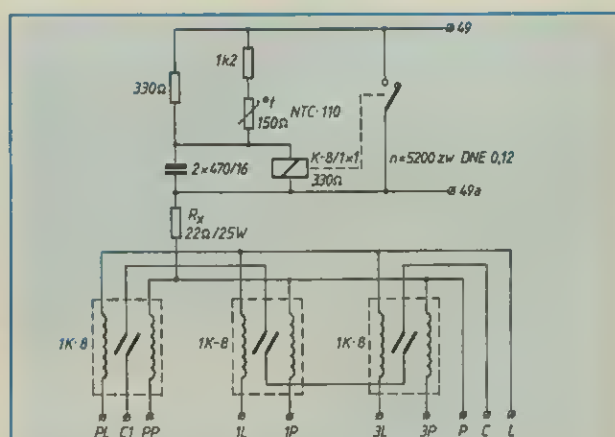 49
1k2
330Ω
NTC-110
150Ω
K-8/1×1
330Ω
n=5200 zw DNE 0,12
2×470/16
49a
Rx
22Ω/25W
1K-8
1K-8
1K-8
PL C1 PP 1L 1P 3L 3P P C L